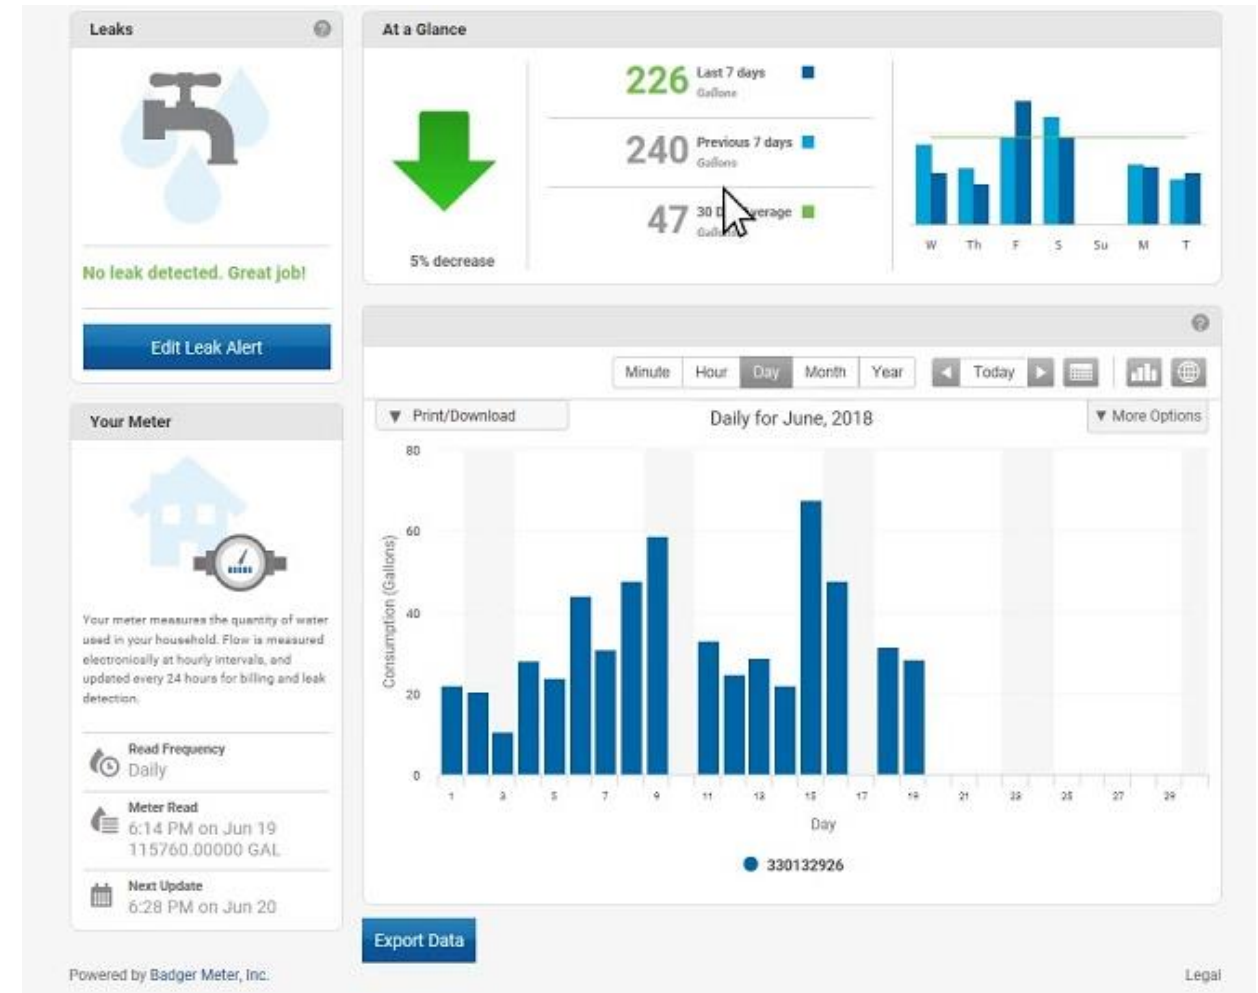 Leaks
No leak detected. Great job!
Edit Leak Alert
Your Meter
Your meter measures the quantity of water
used in your household. Flow is measured
electronically at hourly intervals, and
updated every 24 hours for billing and leak
detection.
Read Frequency
Daily
Meter Read
6:14 PM on Jun 19
115760.00000 GAL
Next Update
6:28 PM on Jun 20
At a Glance
5% decrease
226 Last 7 days
Gallons
240 Previous 7 days
Gallons
47 30 D verage
Gallons
W Th F S Su M T
Minute Hour Day Month Year Today
Print/Download
Daily for June, 2018
More Options
Consumption (Gallons)
80
60
40
20
0
1 3 5 7 9 11 13 15 17 19 21 23 25 27 29
Day
330132926
Export Data
Powered by Badger Meter, Inc.
Legal